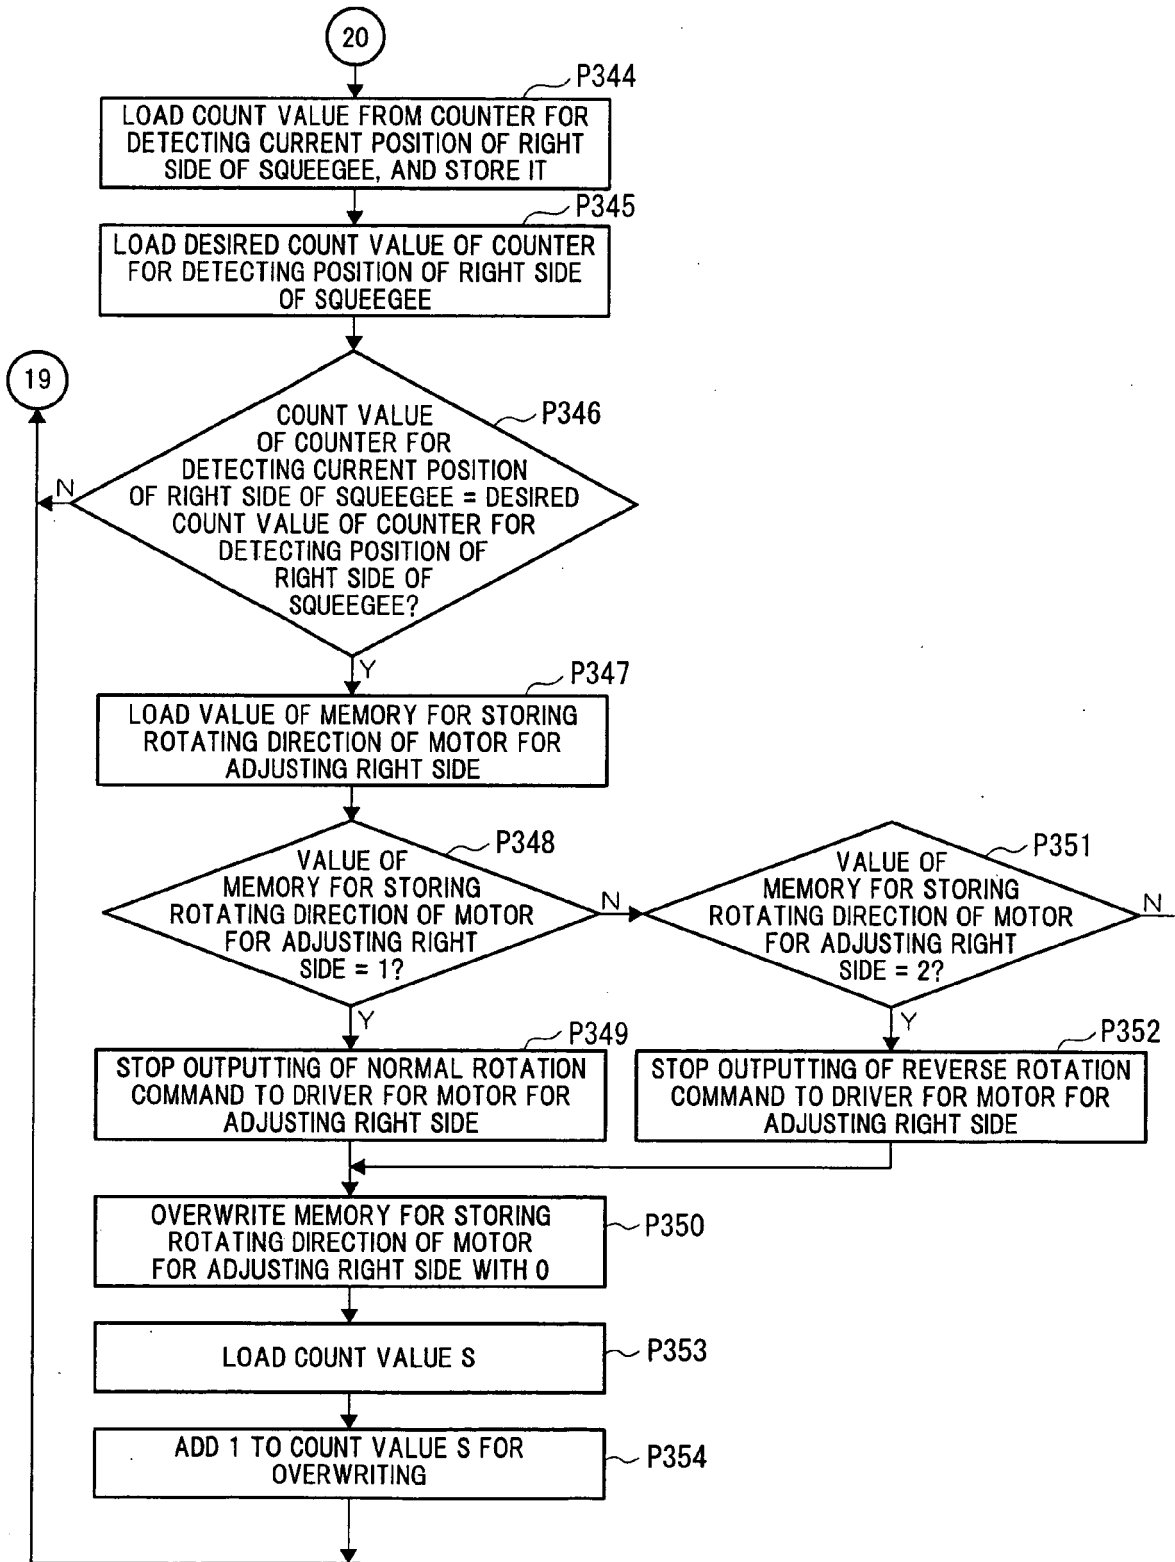 20
P344
LOAD COUNT VALUE FROM COUNTER FOR
DETECTING CURRENT POSITION OF RIGHT
SIDE OF SQUEEGEE, AND STORE IT
P345
LOAD DESIRED COUNT VALUE OF COUNTER
FOR DETECTING POSITION OF RIGHT SIDE
OF SQUEEGEE
19
P346
COUNT VALUE
OF COUNTER FOR
DETECTING CURRENT POSITION
OF RIGHT SIDE OF SQUEEGEE = DESIRED
COUNT VALUE OF COUNTER FOR
DETECTING POSITION OF
RIGHT SIDE OF
SQUEEGEE?
N
Y
P347
LOAD VALUE OF MEMORY FOR STORING
ROTATING DIRECTION OF MOTOR FOR
ADJUSTING RIGHT SIDE
P348
VALUE OF
MEMORY FOR STORING
ROTATING DIRECTION OF MOTOR
FOR ADJUSTING RIGHT
SIDE = 1?
N
Y
P351
VALUE OF
MEMORY FOR STORING
ROTATING DIRECTION OF MOTOR
FOR ADJUSTING RIGHT
SIDE = 2?
N
Y
P349
STOP OUTPUTTING OF NORMAL ROTATION
COMMAND TO DRIVER FOR MOTOR FOR
ADJUSTING RIGHT SIDE
P352
STOP OUTPUTTING OF REVERSE ROTATION
COMMAND TO DRIVER FOR MOTOR FOR
ADJUSTING RIGHT SIDE
OVERWRITE MEMORY FOR STORING
ROTATING DIRECTION OF MOTOR
FOR ADJUSTING RIGHT SIDE WITH 0
P350
LOAD COUNT VALUE S
P353
ADD 1 TO COUNT VALUE S FOR
OVERWRITING
P354